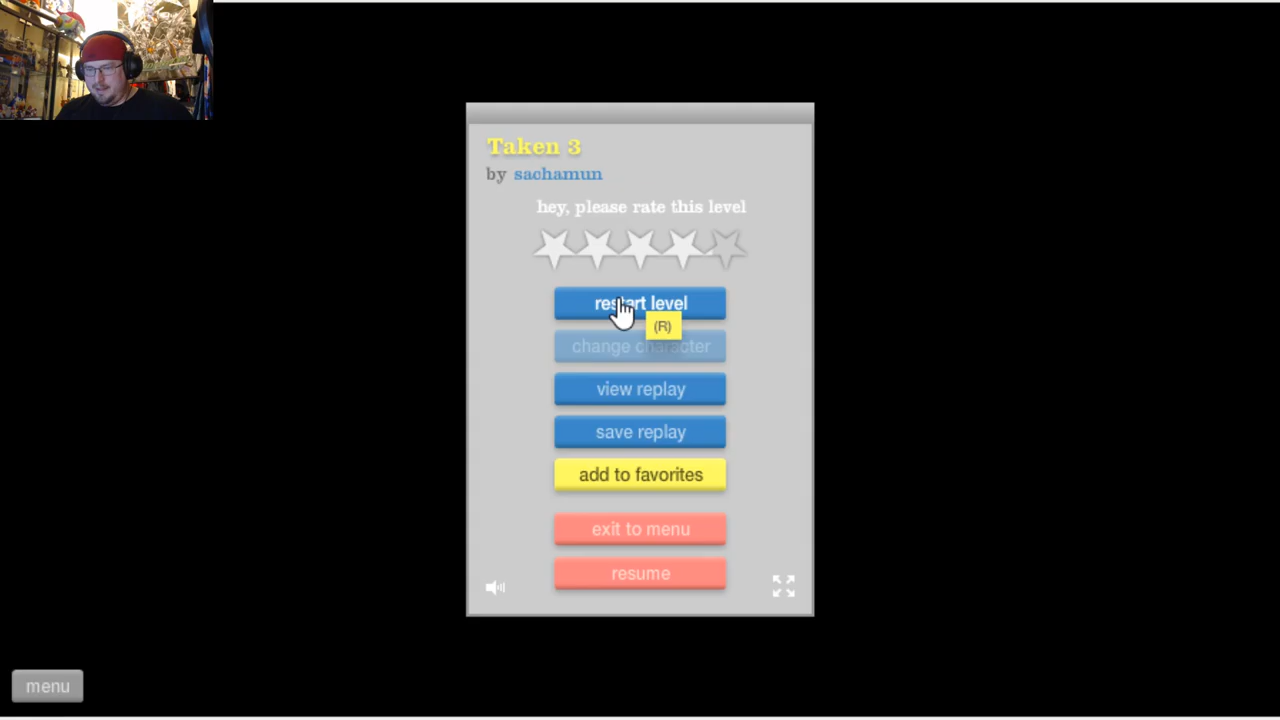 Taken 3
by sachamun
hey, please rate this level
restart level
(R)
change character
view replay
save replay
add to favorites
exit to menu
resume
menu